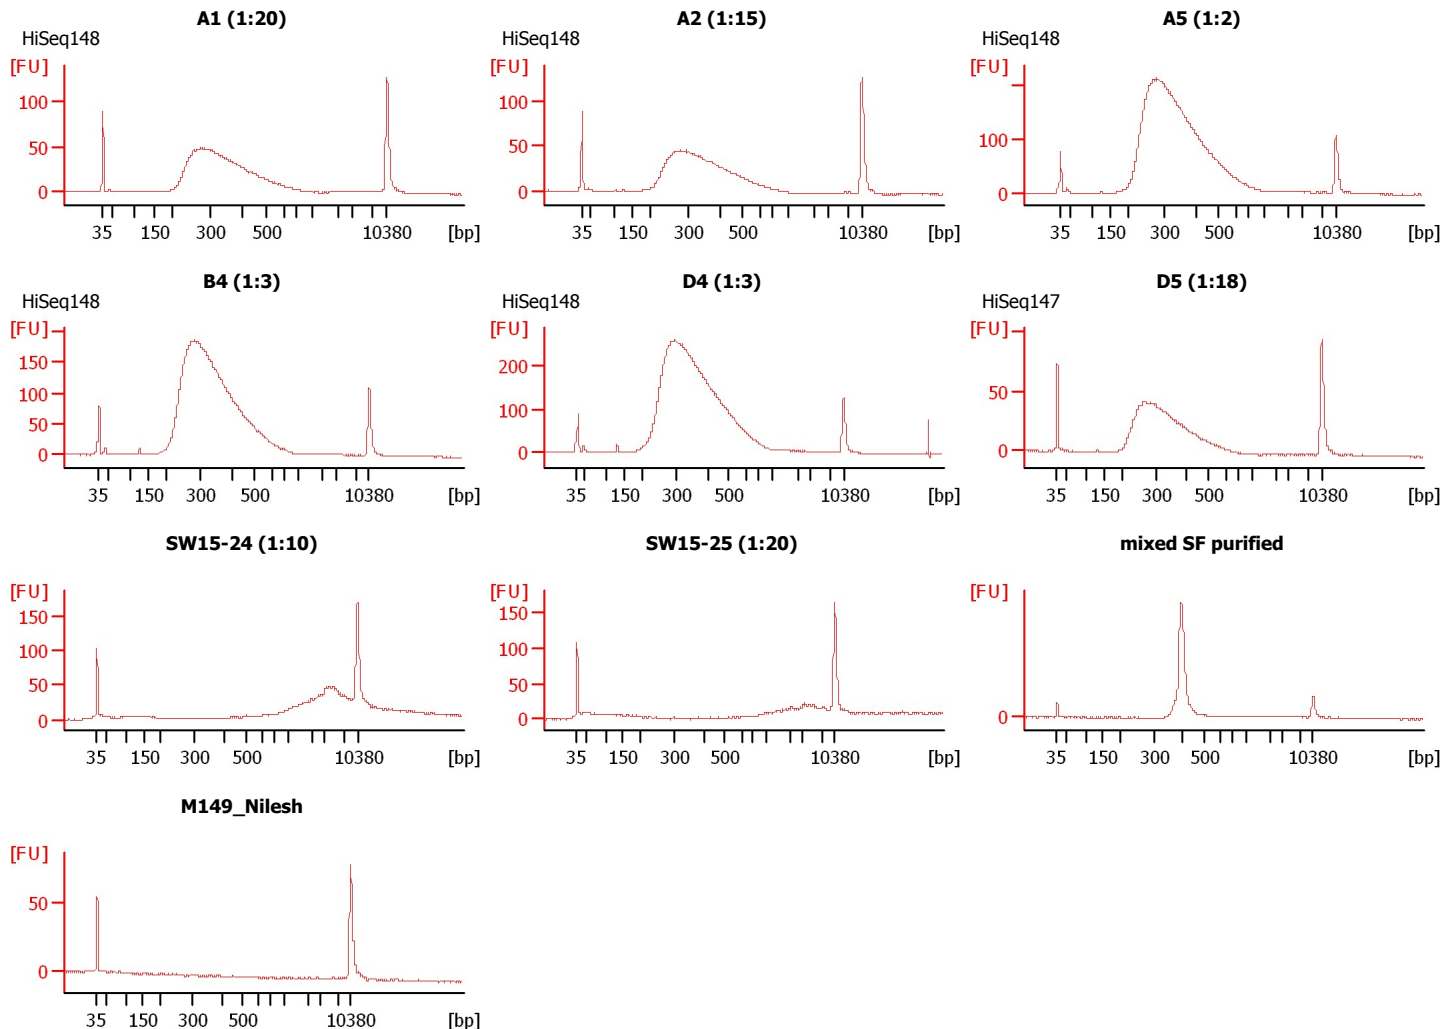 A1 (1:20)
HiSeq148
[FU]
100
50
0
35 150 300 500 10380 [bp]
A2 (1:15)
HiSeq148
[FU]
100
50
0
35 150 300 500 10380 [bp]
A5 (1:2)
HiSeq148
[FU]
100
0
35 150 300 500 10380 [bp]
B4 (1:3)
HiSeq148
[FU]
150
100
50
0
35 150 300 500 10380 [bp]
D4 (1:3)
HiSeq148
[FU]
200
100
0
35 150 300 500 10380 [bp]
D5 (1:18)
HiSeq147
[FU]
50
0
35 150 300 500 10380 [bp]
SW15-24 (1:10)
[FU]
150
100
50
0
35 150 300 500 10380 [bp]
SW15-25 (1:20)
[FU]
150
100
50
0
35 150 300 500 10380 [bp]
mixed SF purified
[FU]
0
35 150 300 500 10380 [bp]
M149_Nilesh
[FU]
50
0
35 150 300 500 10380 [bp]